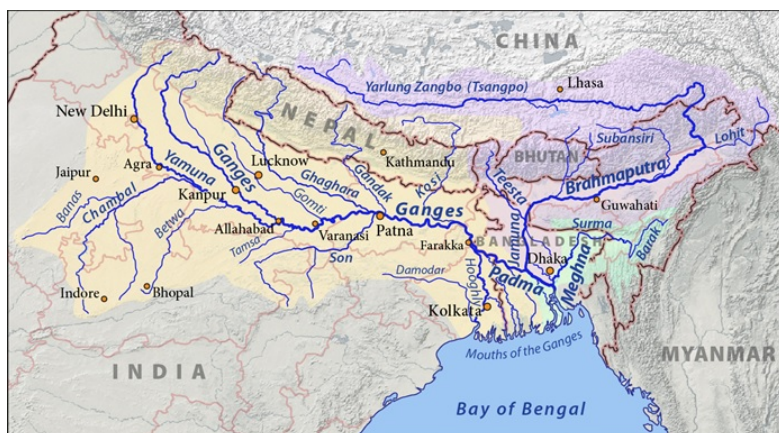 CHINA
Yarlung Zangbo (Tsangpo)
Lhasa
New Delhi
NEPAL
Subansiri
Lohit
Agra
Yamuna
Ganges
Lucknow
Kathmandu
BHUTAN
Jaipur
Ghaghara
Gandak
Kosi
Teesta
Brahmaputra
Banas
Chambal
Kanpur
Gomti
Guwahati
Betwa
Allahabad
Varanasi
Patna
Ganges
Surma
Barak
Tamsa
Son
Farakka
BANGLADESH
Jamuna
Damodar
Hooghly
Padma
Dhaka
Meghna
Indore
Bhopal
Kolkata
Mouths of the Ganges
INDIA
MYANMAR
Bay of Bengal